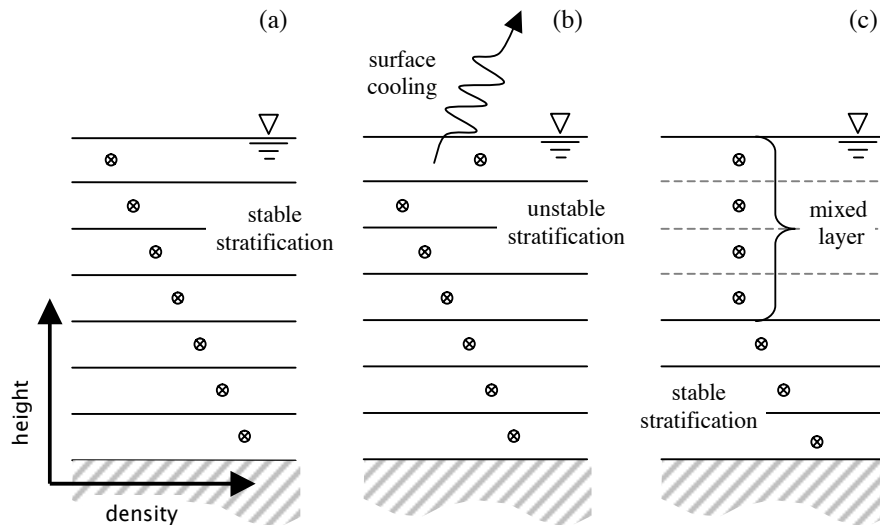 (a)
(b)
(c)
surface
cooling
stable
stratification
unstable
stratification
mixed
layer
stable
stratification
height
density